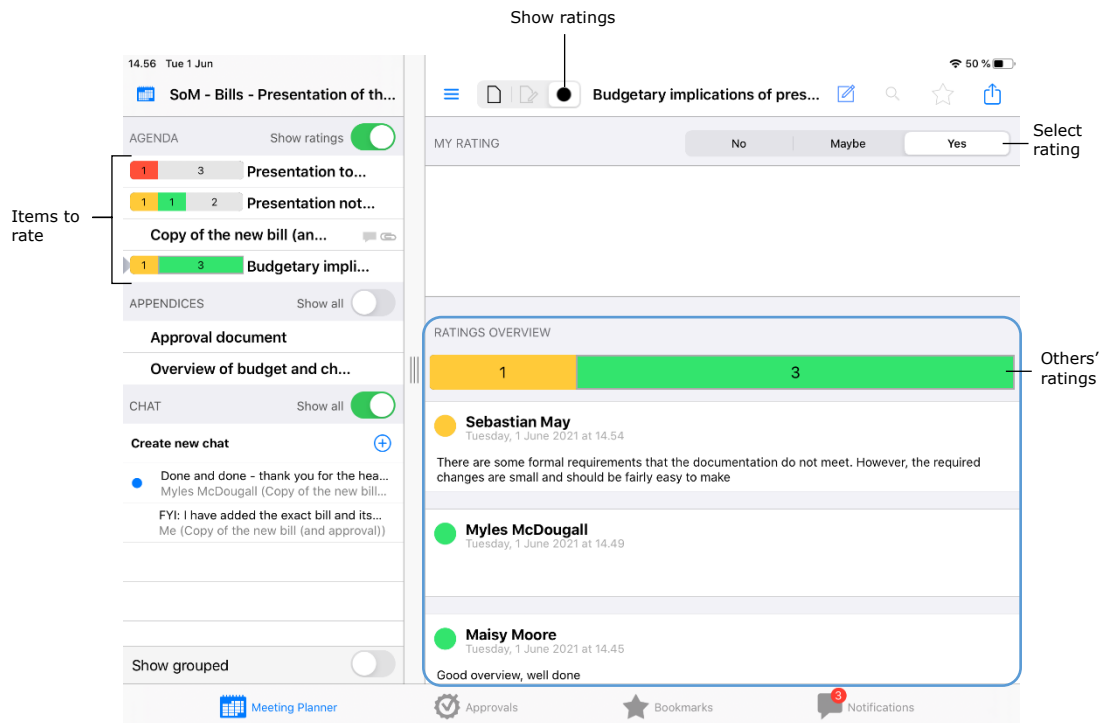 Show ratings
14.56 Tue 1 Jun
50 %
SoM - Bills - Presentation of th...
Budgetary implications of pres...
AGENDA Show ratings
1 3 Presentation to...
1 1 2 Presentation not...
Copy of the new bill (an...
1 3 Budgetary impli...
Items to
rate
APPENDICES Show all
Approval document
Overview of budget and ch...
CHAT Show all
Create new chat
Done and done - thank you for the hea...
Myles McDougall (Copy of the new bill...
FYI: I have added the exact bill and its...
Me (Copy of the new bill (and approval))
Show grouped
MY RATING No Maybe Yes
Select
rating
RATINGS OVERVIEW
1 3
Others’
ratings
Sebastian May
Tuesday, 1 June 2021 at 14.54
There are some formal requirements that the documentation do not meet. However, the required
changes are small and should be fairly easy to make
Myles McDougall
Tuesday, 1 June 2021 at 14.49
Maisy Moore
Tuesday, 1 June 2021 at 14.45
Good overview, well done
Meeting Planner Approvals Bookmarks 3 Notifications